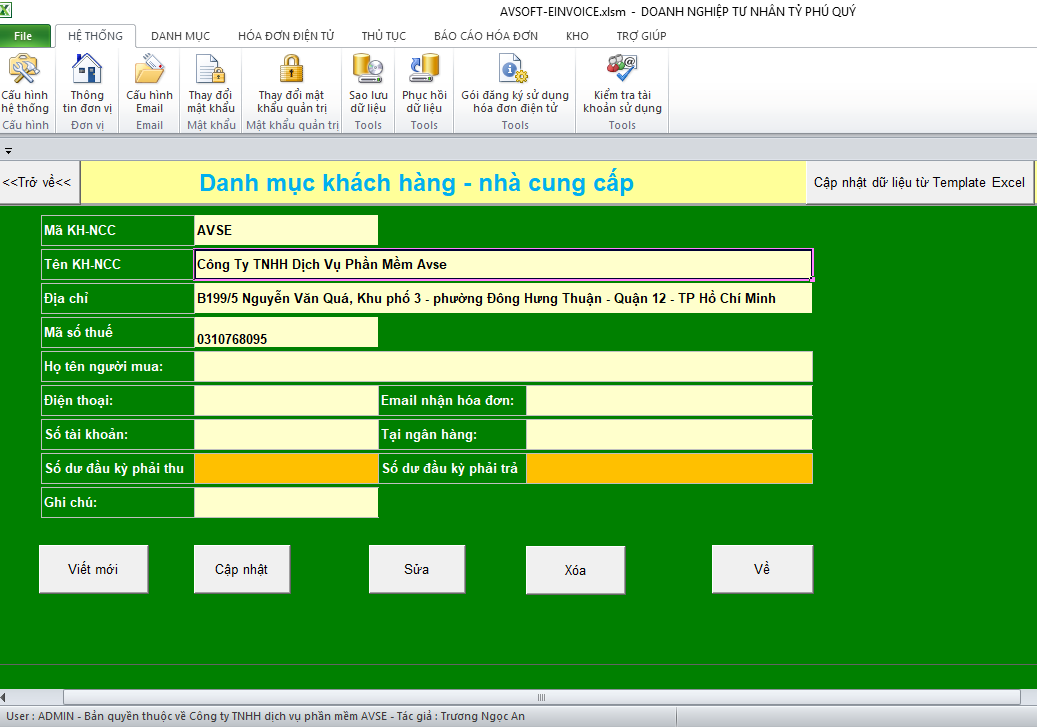 AVSOFT-EINVOICE.xlsm - DOANH NGHIỆP TƯ NHÂN TỶ PHÚ QUÝ
File HỆ THỐNG DANH MỤC HÓA ĐƠN ĐIỆN TỬ THỦ TỤC BÁO CÁO HÓA ĐƠN KHO TRỢ GIÚP
Cấu hình Thông Cấu hình Thay đổi Thay đổi mật Sao lưu Phục hồi Gói đăng ký sử dụng Kiểm tra tài
hệ thống tin đơn vị Email mật khẩu khẩu quản trị dữ liệu dữ liệu hóa đơn điện tử khoản sử dụng
Cấu hình Đơn vị Email Mật khẩu Mật khẩu quản trị Tools Tools Tools Tools
<<Trở về<< Danh mục khách hàng - nhà cung cấp Cập nhật dữ liệu từ Template Excel
Mã KH-NCC AVSE
Tên KH-NCC Công Ty TNHH Dịch Vụ Phần Mềm Avse
Địa chỉ B199/5 Nguyễn Văn Quá, Khu phố 3 - phường Đông Hưng Thuận - Quận 12 - TP Hồ Chí Minh
Mã số thuế 0310768095
Họ tên người mua:
Điện thoại: Email nhận hóa đơn:
Số tài khoản: Tại ngân hàng:
Số dư đầu kỳ phải thu Số dư đầu kỳ phải trả
Ghi chú:
Viết mới Cập nhật Sửa Xóa Về
User : ADMIN - Bản quyền thuộc về Công ty TNHH dịch vụ phần mềm AVSE - Tác giả : Trương Ngọc An